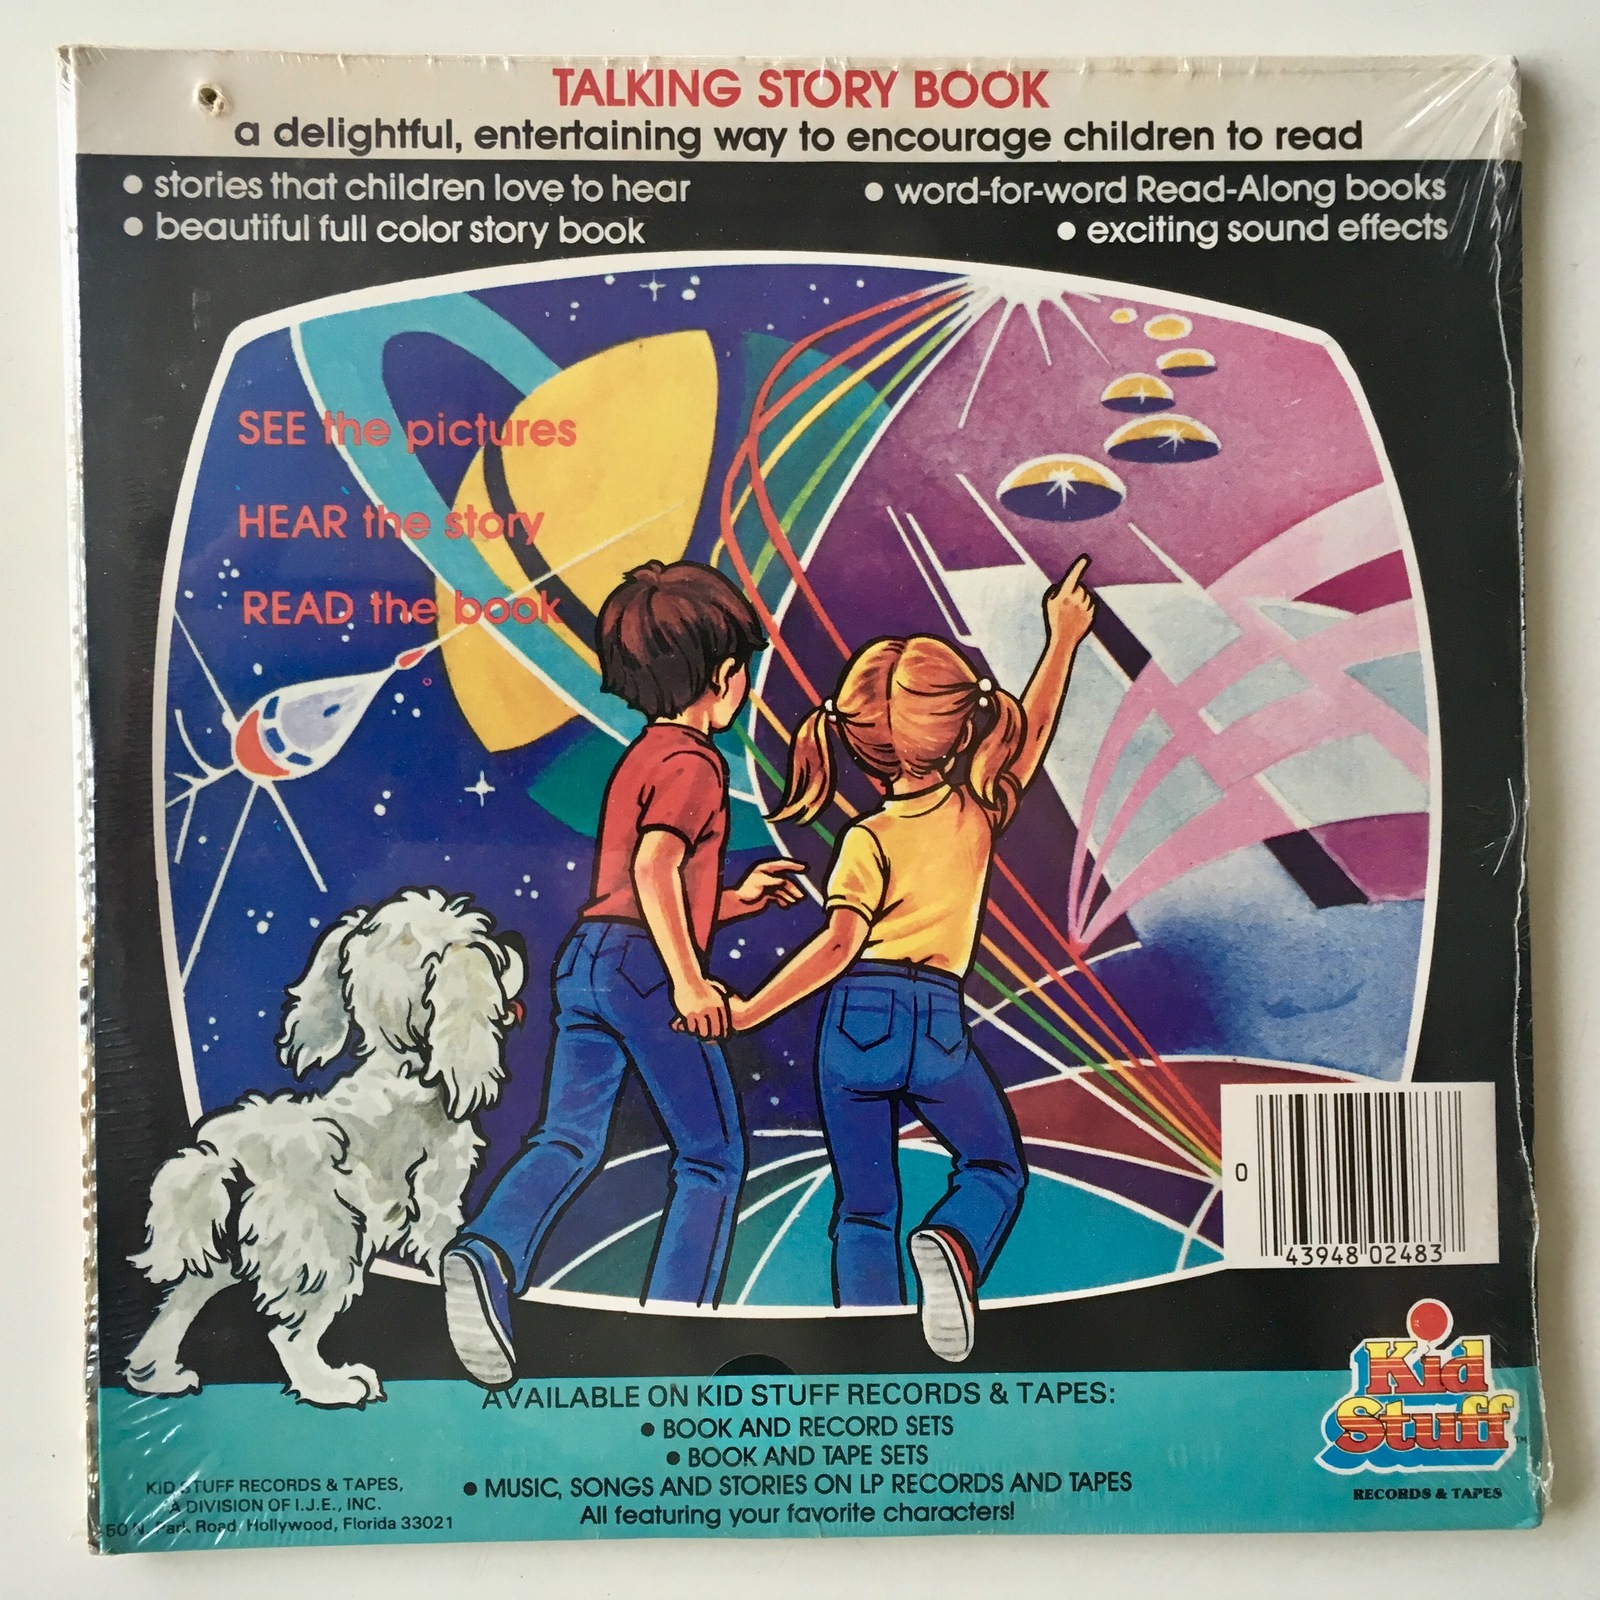 TALKING STORY BOOK
a delightful, entertaining way to encourage children to read
• stories that children love to hear
• beautiful full color story book
• word-for-word Read-Along books
• exciting sound effects
SEE the pictures
HEAR the story
READ the book
0
43948 02483
AVAILABLE ON KID STUFF RECORDS & TAPES:
• BOOK AND RECORD SETS
• BOOK AND TAPE SETS
• MUSIC, SONGS AND STORIES ON LP RECORDS AND TAPES
All featuring your favorite characters!
KID STUFF RECORDS & TAPES,
A DIVISION OF I.J.E., INC.
50 N. Park Road, Hollywood, Florida 33021
Kid
Stuff™
RECORDS & TAPES